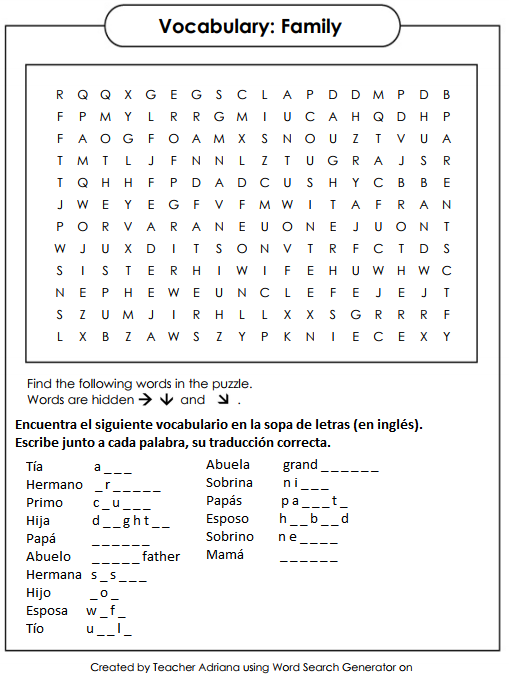 Vocabulary: Family
R Q Q X G E G S C L A P D D M P D B
F P M Y L R R G M I U C A H Q D H P
F A O G F O A M X S N O U Z T V U A
T M T L J F N N L Z T U G R A J S R
T Q H H F P D A D C U S H Y C B B E
J W E Y E G F V F M W I T A F R A N
P O R V A R A N E U O N E J U O N T
W J U X D I T S O N V T R F C T D S
S I S T E R H I W I F E H U W H W C
N E P H E W E U N C L E F E J E J T
S Z U M J I R H L L X X S G R R R F
L X B Z A W S Z Y P K N I E C E X Y
Find the following words in the puzzle.
Words are hidden → ↓ and ↘ .
Encuentra el siguiente vocabulario en la sopa de letras (en inglés).
Escribe junto a cada palabra, su traducción correcta.
Tía a _ _ _
Hermano _ r _ _ _ _ _
Primo c _ u _ _ _
Hija d _ _ g h t _ _
Papá _ _ _ _ _ _
Abuelo _ _ _ _ _ father
Hermana s _ s _ _ _
Hijo _ o _
Esposa w _ f _
Tío u _ _ l _
Abuela grand _ _ _ _ _ _
Sobrina n i _ _ _
Papás p a _ _ _ t _
Esposo h _ _ b _ _ d
Sobrino n e _ _ _ _
Mamá _ _ _ _ _ _
Created by Teacher Adriana using Word Search Generator on